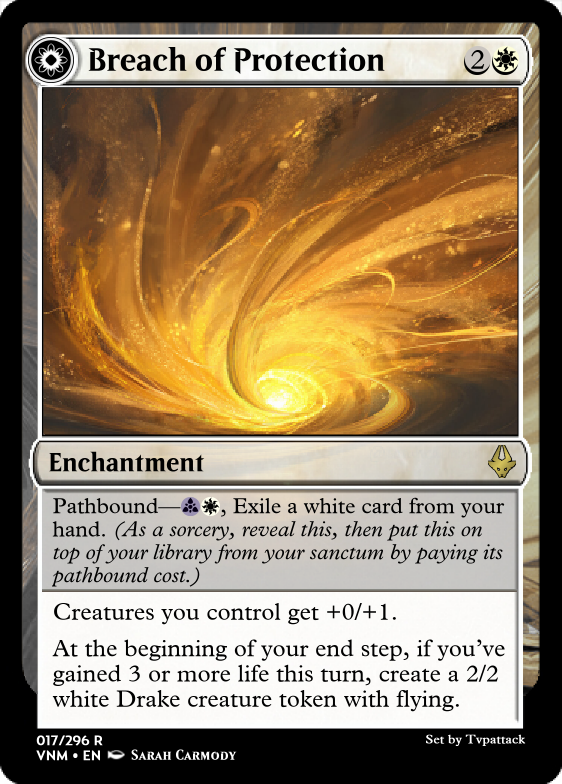 Breach of Protection 2
Enchantment
Pathbound—, Exile a white card from your
hand. (As a sorcery, reveal this, then put this on
top of your library from your sanctum by paying its
pathbound cost.)
Creatures you control get +0/+1.
At the beginning of your end step, if you’ve
gained 3 or more life this turn, create a 2/2
white Drake creature token with flying.
017/296 R
Set by Tvpattack
VNM • EN Sarah Carmody